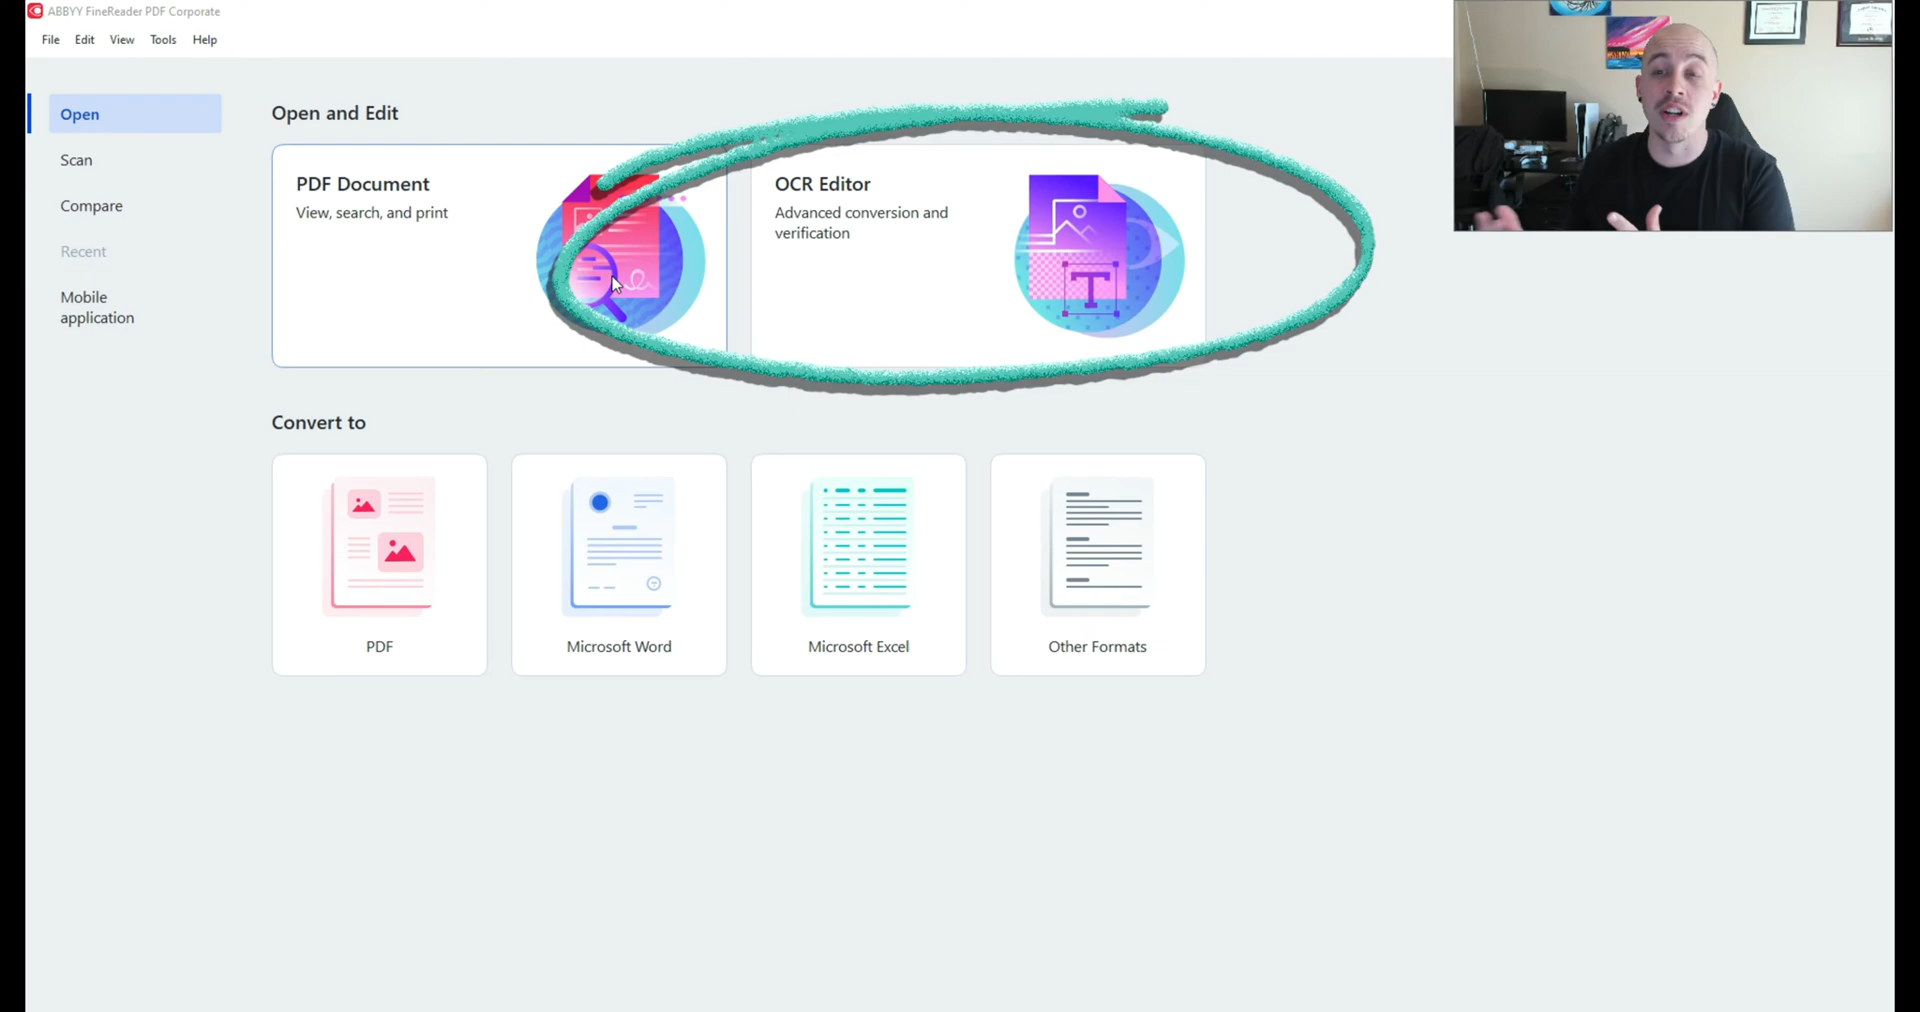 ABBYY FineReader PDF Corporate
File Edit View Tools Help
Open
Scan
Compare
Recent
Mobile
application
Open and Edit
PDF Document
View, search, and print
OCR Editor
Advanced conversion and
verification
T
Convert to
PDF
Microsoft Word
Microsoft Excel
Other Formats